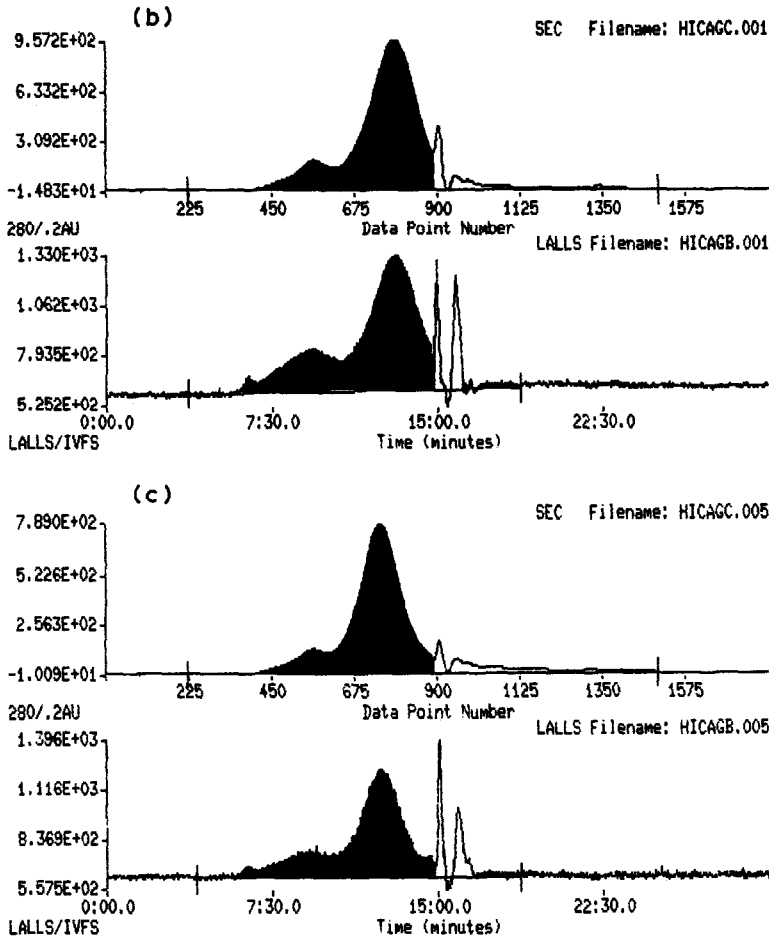 (b)
SEC Filename: HICAGC.001
9.572E+02
6.332E+02
3.092E+02
-1.483E+01
225 450 675 900 1125 1350 1575
280/.2AU Data Point Number
LALLS Filename: HICAGB.001
1.330E+03
1.062E+03
7.935E+02
5.252E+02
0:00.0 7:30.0 15:00.0 22:30.0
LALLS/IVFS Time (minutes)
(c)
SEC Filename: HICAGC.005
7.890E+02
5.226E+02
2.563E+02
-1.009E+01
225 450 675 900 1125 1350 1575
280/.2AU Data Point Number
LALLS Filename: HICAGB.005
1.396E+03
1.116E+03
8.369E+02
5.575E+02
0:00.0 7:30.0 15:00.0 22:30.0
LALLS/IVFS Time (minutes)